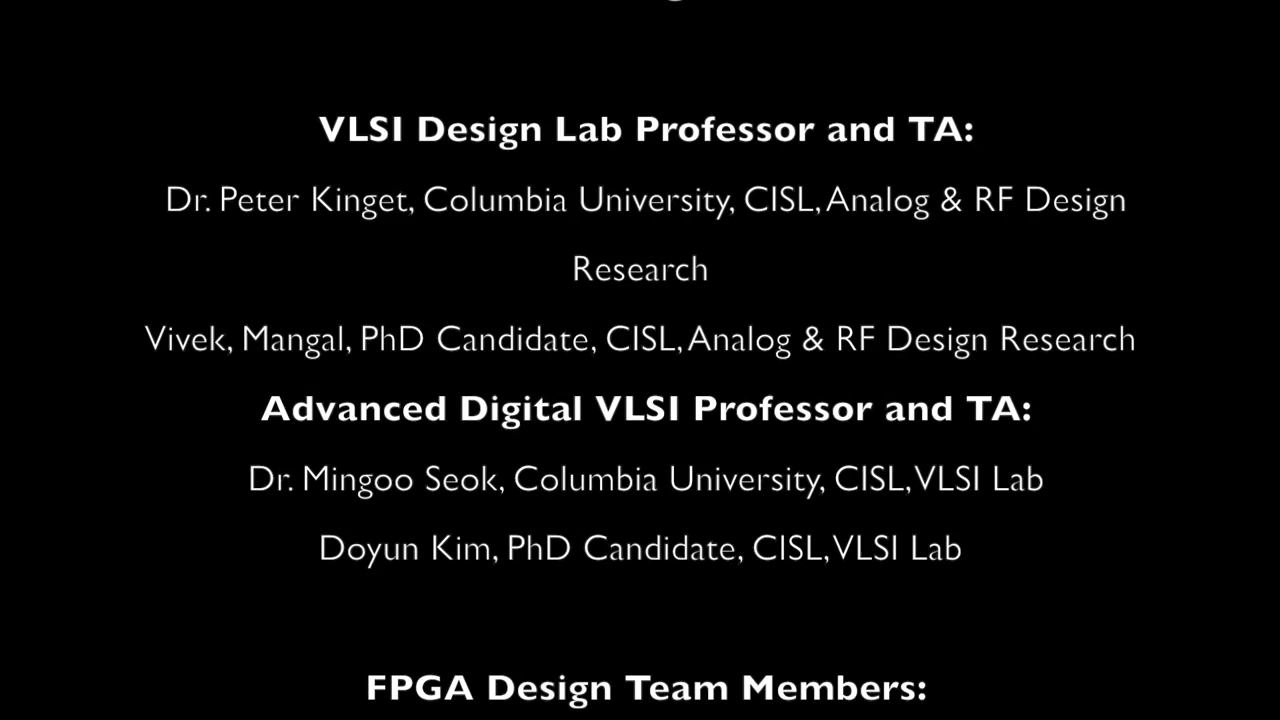 VLSI Design Lab Professor and TA:
Dr. Peter Kinget, Columbia University, CISL, Analog & RF Design
Research
Vivek, Mangal, PhD Candidate, CISL, Analog & RF Design Research
Advanced Digital VLSI Professor and TA:
Dr. Mingoo Seok, Columbia University, CISL, VLSI Lab
Doyun Kim, PhD Candidate, CISL, VLSI Lab
FPGA Design Team Members: